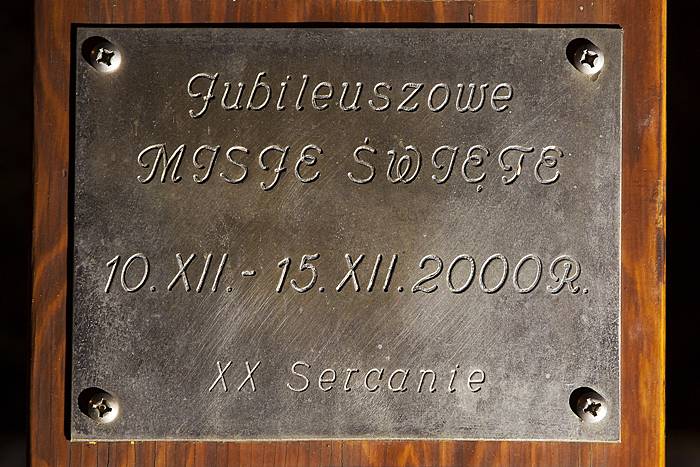 Jubileuszowe
MISJE ŚWIĘTE
10.XII.-15.XII.2000R.
XX Sercanie